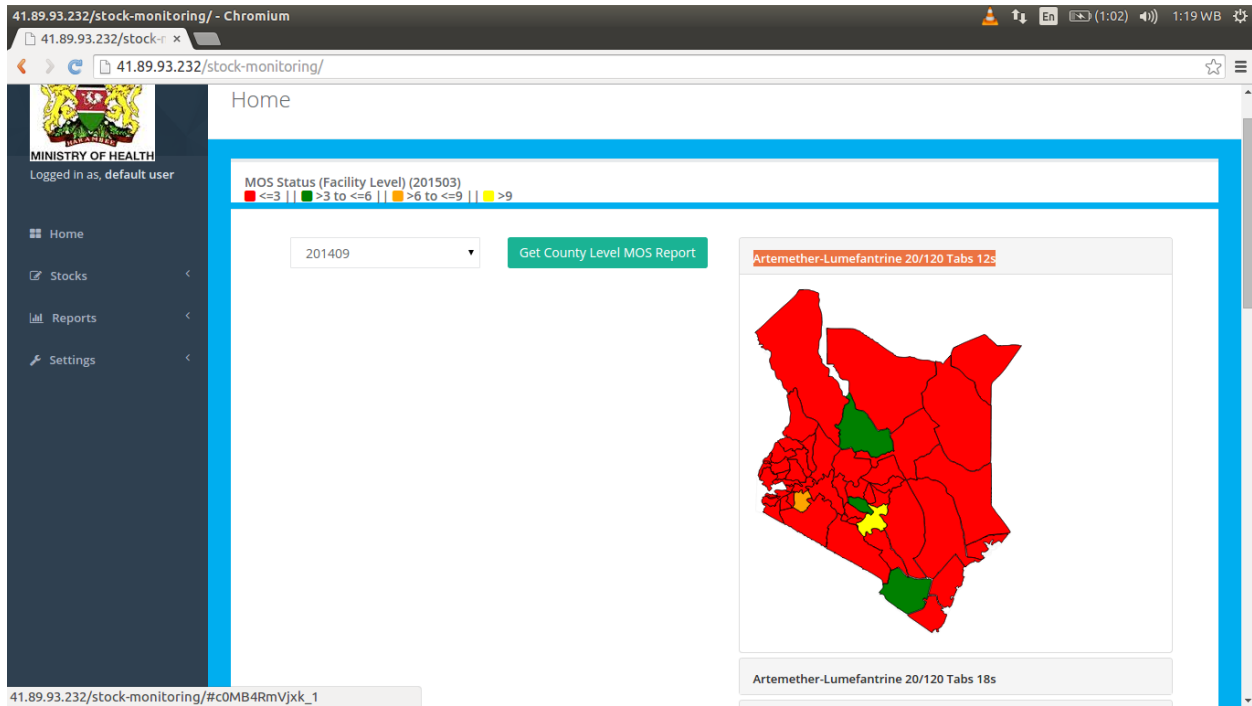 41.89.93.232/stock-monitoring/ - Chromium
En (1:02) 1:19 WB
41.89.93.232/stock-r ×
41.89.93.232/stock-monitoring/
HARAMBEE
MINISTRY OF HEALTH
Logged in as, default user
Home
Stocks
Reports
Settings
Home
MOS Status (Facility Level) (201503)
<=3 || >3 to <=6 || >6 to <=9 || >9
201409
Get County Level MOS Report
Artemether-Lumefantrine 20/120 Tabs 12s
Artemether-Lumefantrine 20/120 Tabs 18s
41.89.93.232/stock-monitoring/#c0MB4RmVjxk_1